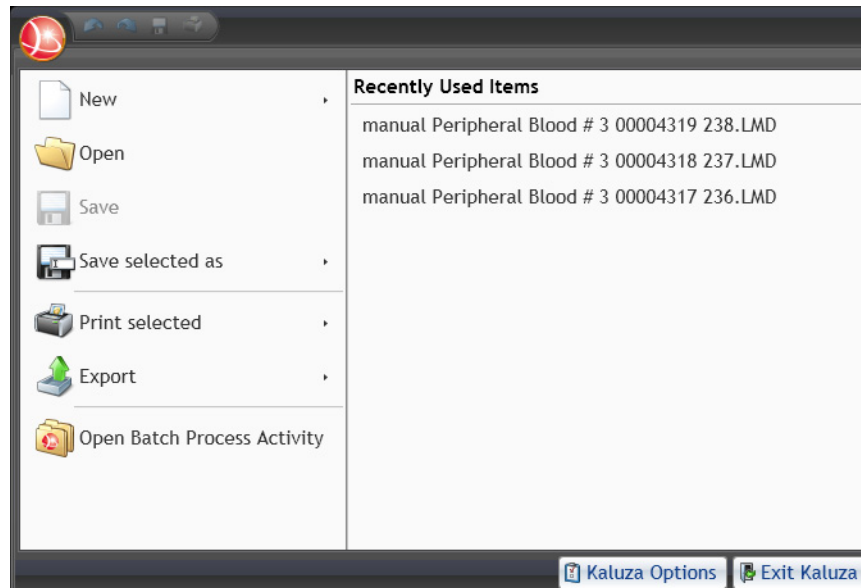 New
Open
Save
Save selected as
Print selected
Export
Open Batch Process Activity
Recently Used Items
manual Peripheral Blood # 3 00004319 238.LMD
manual Peripheral Blood # 3 00004318 237.LMD
manual Peripheral Blood # 3 00004317 236.LMD
Kaluza Options
Exit Kaluza